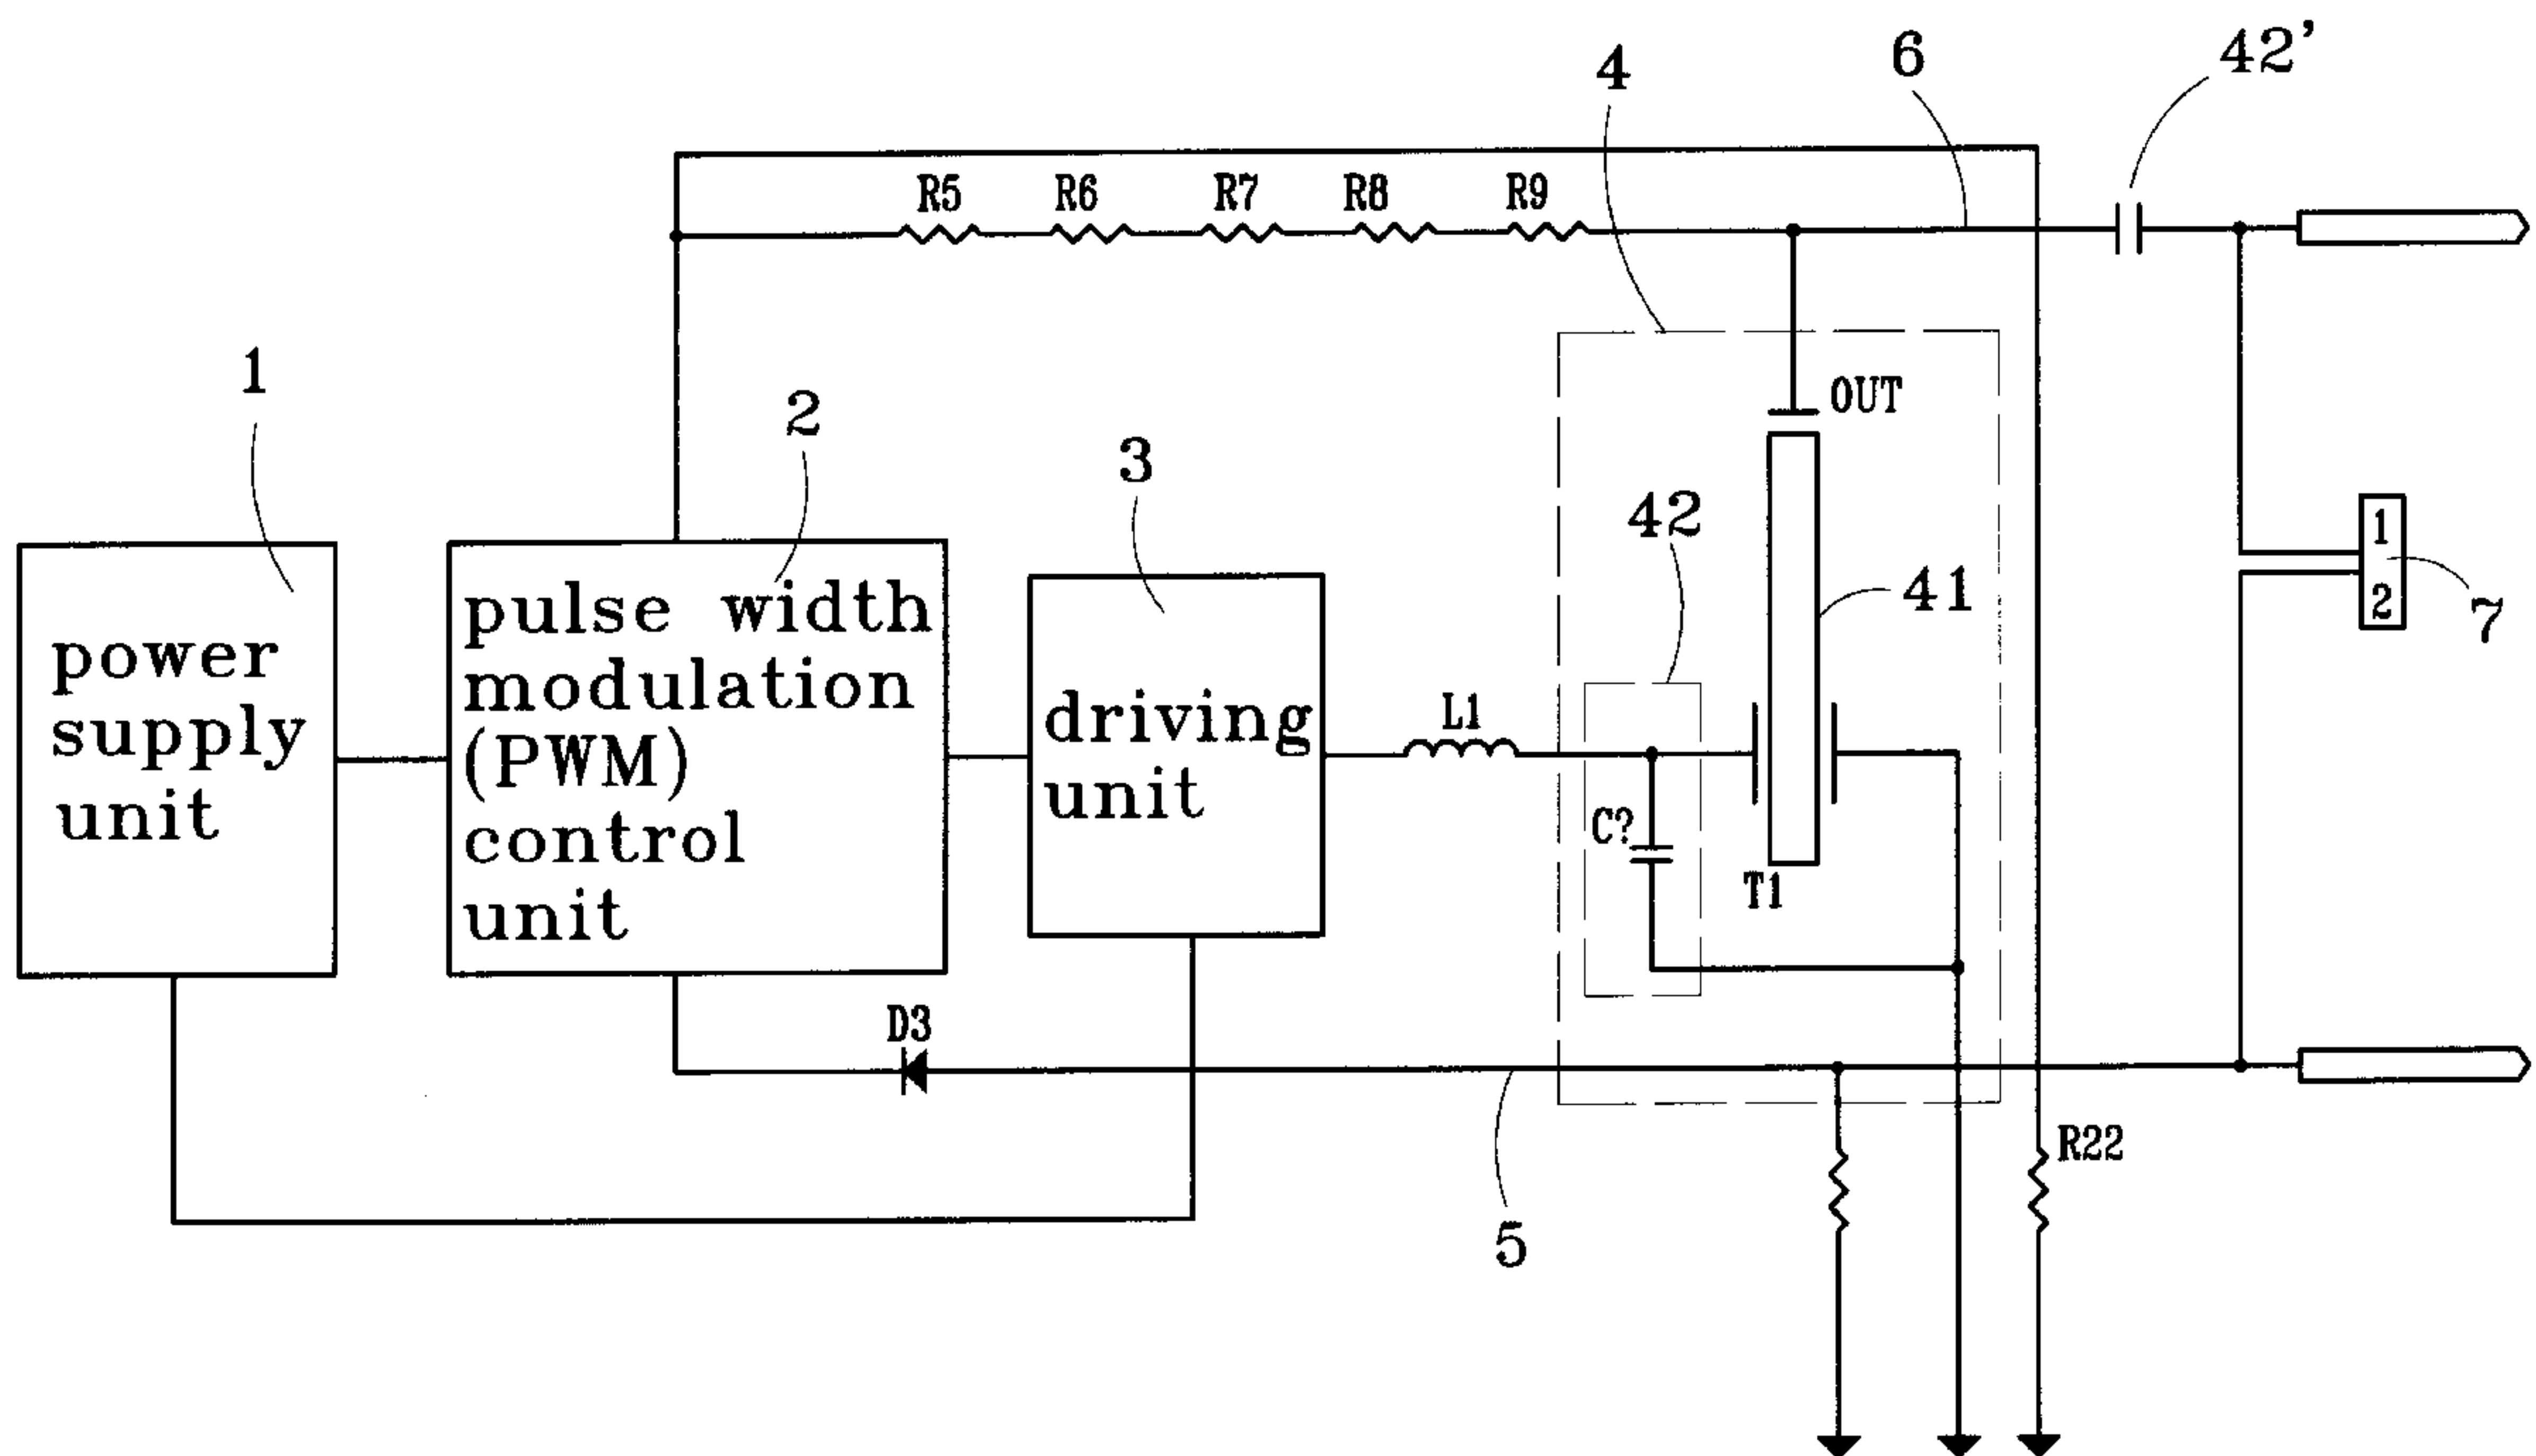 42'
6
4
R5 R6 R7 R8 R9
1
2
3
OUT
42
41
1
2
7
power
supply
unit
pulse width
modulation
(PWM)
control
unit
driving
unit
L1
C?
T1
D3
R22
5